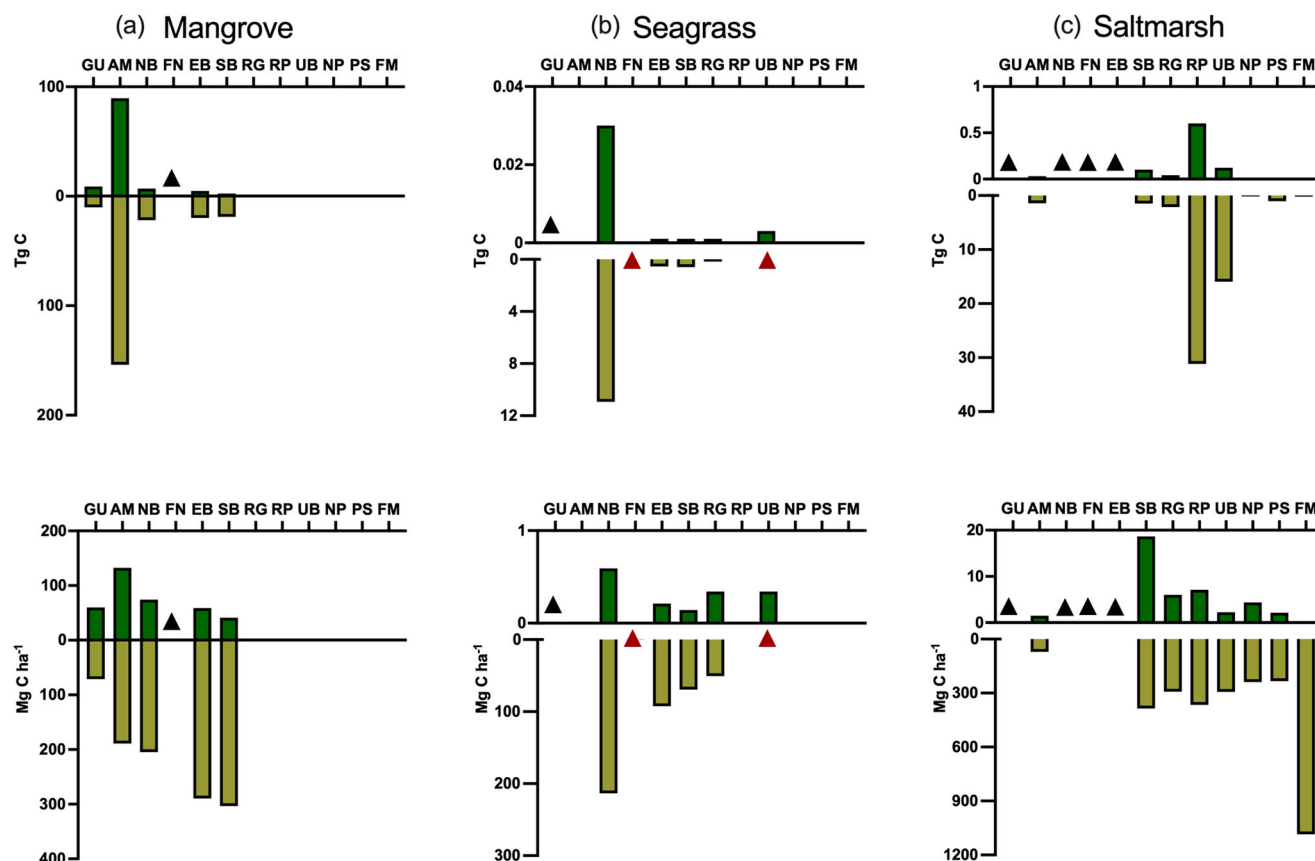 (a) Mangrove
GU AM NB FN EB SB RG RP UB NP PS FM
100
0
100
200
Tg C
(b) Seagrass
GU AM NB FN EB SB RG RP UB NP PS FM
0.04
0.02
0
0
4
8
12
Tg C
(c) Saltmarsh
GU AM NB FN EB SB RG RP UB NP PS FM
1
0.5
0
0
10
20
30
40
Tg C
GU AM NB FN EB SB RG RP UB NP PS FM
200
100
0
100
200
300
400
Mg C ha⁻¹
GU AM NB FN EB SB RG RP UB NP PS FM
1
0
0
100
200
300
Mg C ha⁻¹
GU AM NB FN EB SB RG RP UB NP PS FM
20
10
0
0
300
600
900
1200
Mg C ha⁻¹